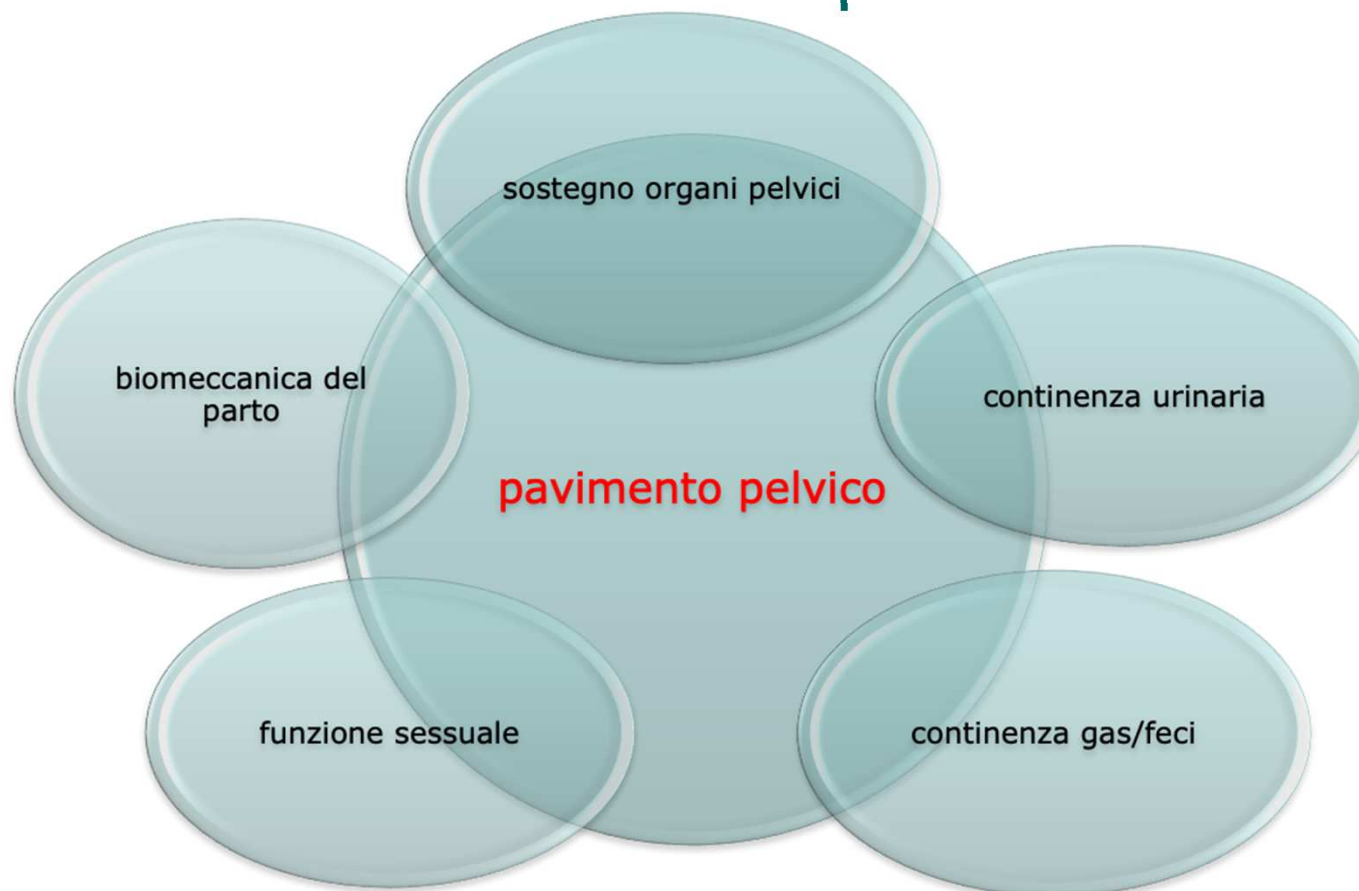 sostegno organi pelvici
biomeccanica del
parto
continenza urinaria
pavimento pelvico
funzione sessuale
continenza gas/feci